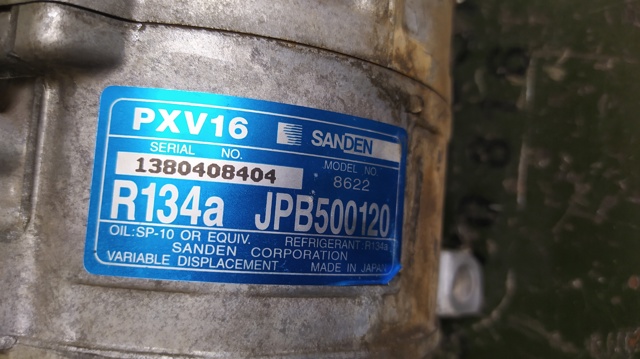 PXV16 SANDEN
SERIAL NO.
1380408404
MODEL NO.
8622
R134a JPB500120
OIL:SP-10 OR EQUIV. REFRIGERANT:R134a
SANDEN CORPORATION
VARIABLE DISPLACEMENT MADE IN JAPAN